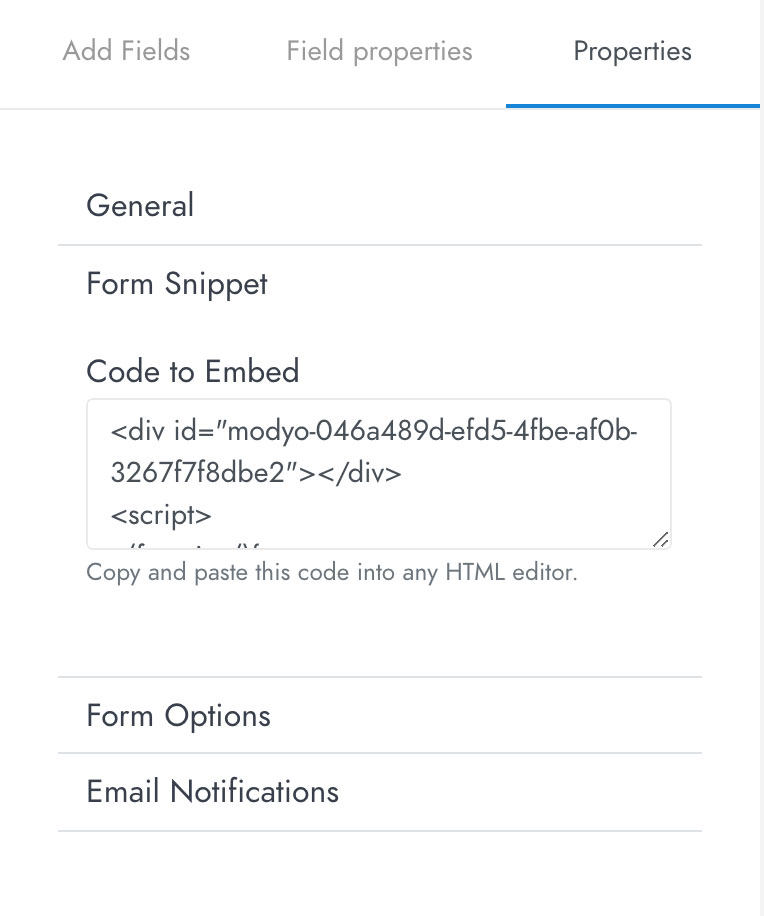 Add Fields
Field properties
Properties
General
Form Snippet
Code to Embed
<div id="modyo-046a489d-efd5-4fbe-af0b-
3267f7f8dbe2"></div>
<script>
Copy and paste this code into any HTML editor.
Form Options
Email Notifications